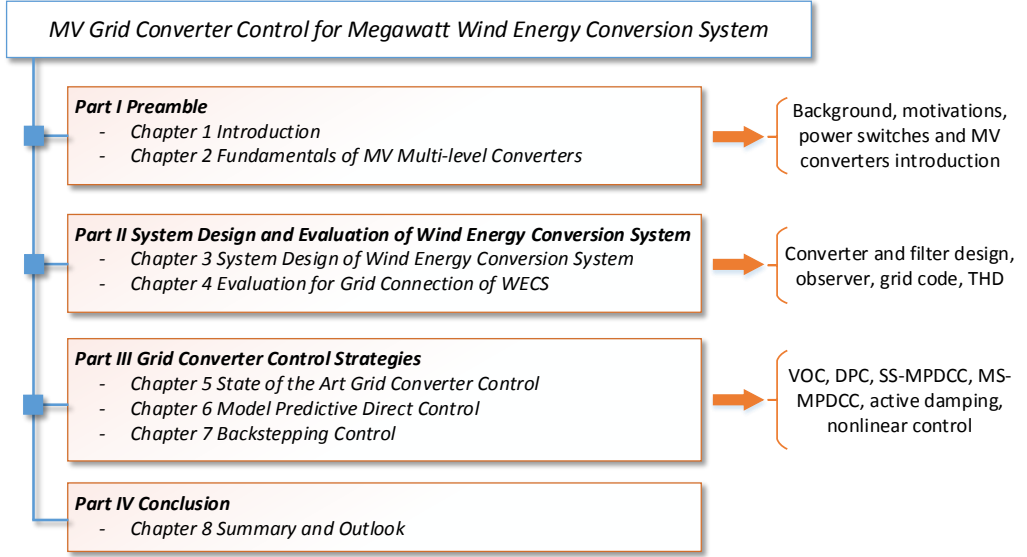 MV Grid Converter Control for Megawatt Wind Energy Conversion System
Part I Preamble
- Chapter 1 Introduction
- Chapter 2 Fundamentals of MV Multi-level Converters
Background, motivations,
power switches and MV
converters introduction
Part II System Design and Evaluation of Wind Energy Conversion System
- Chapter 3 System Design of Wind Energy Conversion System
- Chapter 4 Evaluation for Grid Connection of WECS
Converter and filter design,
observer, grid code, THD
Part III Grid Converter Control Strategies
- Chapter 5 State of the Art Grid Converter Control
- Chapter 6 Model Predictive Direct Control
- Chapter 7 Backstepping Control
VOC, DPC, SS-MPDCC, MS-
MPDCC, active damping,
nonlinear control
Part IV Conclusion
- Chapter 8 Summary and Outlook